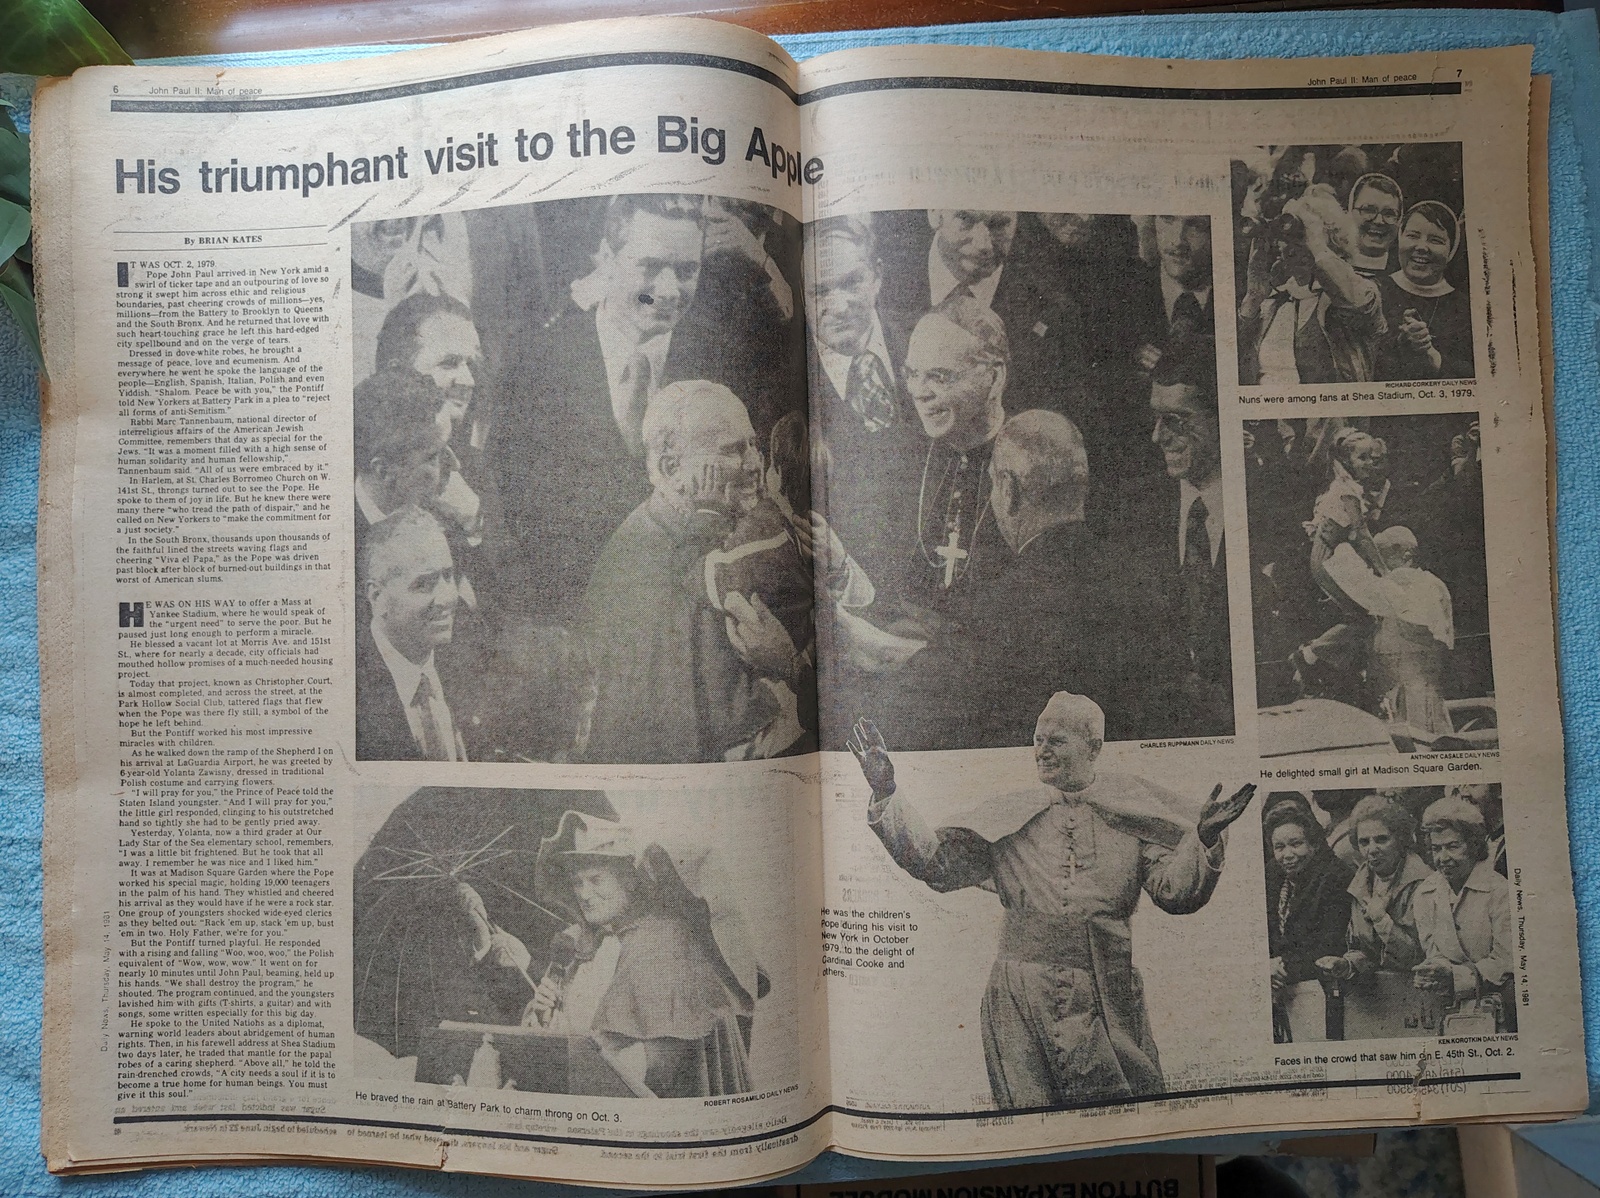 6 John Paul II: Man of peace
John Paul II: Man of peace 7
His triumphant visit to the Big Apple
By BRIAN KATES
IT WAS OCT. 2, 1979.
Pope John Paul arrived in New York amid a
swirl of ticker tape and an outpouring of love so
strong it swept him across ethic and religious
boundaries, past cheering crowds of millions—yes,
millions—from the Battery to Brooklyn to Queens
and the South Bronx. And he returned that love with
such heart-touching grace he left this hard-edged
city spellbound and on the verge of tears.
Dressed in dove-white robes, he brought a
message of peace, love and ecumenism. And
everywhere he went he spoke the language of the
people—English, Spanish, Italian, Polish and even
Yiddish. "Shalom. Peace be with you," the Pontiff
told New Yorkers at Battery Park in a plea to "reject
all forms of anti-Semitism."
Rabbi Marc Tannenbaum, national director of
interreligious affairs of the American Jewish
Committee, remembers that day as special for the
Jews. "It was a moment filled with a high sense of
human solidarity and human fellowship,"
Tannenbaum said. "All of us were embraced by it."
In Harlem, at St. Charles Borromeo Church on W.
141st St., throngs turned out to see the Pope. He
spoke to them of joy in life. But he knew there were
many there "who tread the path of despair," and he
called on New Yorkers to "make the commitment for
a just society."
In the South Bronx, thousands upon thousands of
the faithful lined the streets waving flags and
cheering "Viva el Papa," as the Pope was driven
past block after block of burned-out buildings in that
worst of American slums.
HE WAS ON HIS WAY to offer a Mass at
Yankee Stadium, where he would speak of
the "urgent need" to serve the poor. But he
paused just long enough to perform a miracle.
He blessed a vacant lot at Morris Ave. and 151st
St., where for nearly a decade, city officials had
mouthed hollow promises of a much-needed housing
project.
Today that project, known as Christopher Court,
is almost completed, and across the street, at the
Park Hollow Social Club, tattered flags that flew
when the Pope was there fly still, a symbol of the
hope he left behind.
But the Pontiff worked his most impressive
miracles with children.
As he walked down the ramp of the Shepherd I on
his arrival at LaGuardia Airport, he was greeted by
6-year-old Yolanta Zawisny, dressed in traditional
Polish costume and carrying flowers.
"I will pray for you," the Prince of Peace told the
Staten Island youngster. "And I will pray for you,"
the little girl responded, clinging to his outstretched
hand so tightly she had to be gently pried away.
Yesterday, Yolanta, now a third grader at Our
Lady Star of the Sea elementary school, remembers,
"I was a little bit frightened. But he took that all
away. I remember he was nice and I liked him."
It was at Madison Square Garden where the Pope
worked his special magic, holding 19,000 teenagers
in the palm of his hand. They whistled and cheered
his arrival as they would have if he were a rock star.
One group of youngsters shocked wide-eyed clerics
as they belted out: "Rack 'em up, stack 'em up, bust
'em in two. Holy Father, we're for you."
But the Pontiff turned playful. He responded
with a rising and falling "Woo, woo, woo," the Polish
equivalent of "Wow, wow, wow." It went on for
nearly 10 minutes until John Paul, beaming, held up
his hands. "We shall destroy the program," he
shouted. The program continued, and the youngsters
lavished him with gifts (T-shirts, a guitar) and with
songs, some written especially for this big day.
He spoke to the United Nations as a diplomat,
warning world leaders about abridgement of human
rights. Then, in his farewell address at Shea Stadium
two days later, he traded that mantle for the papal
robes of a caring shepherd. "Above all," he told the
rain-drenched crowds, "A city needs a soul if it is to
become a true home for human beings. You must
give it this soul."
Daily News, Thursday, May 14, 1981
CHARLES RUPPMANN DAILY NEWS
He braved the rain at Battery Park to charm throng on Oct. 3.
ROBERT ROSAMILIO DAILY NEWS
He was the children's
Pope during his visit to
New York in October
1979, to the delight of
Cardinal Cooke and
others.
RICHARD CORKERY DAILY NEWS
Nuns were among fans at Shea Stadium, Oct. 3, 1979.
ANTHONY CASALE DAILY NEWS
He delighted small girl at Madison Square Garden.
KEN KOROTKIN DAILY NEWS
Faces in the crowd that saw him on E. 45th St., Oct. 2.
Daily News, Thursday, May 14, 1981
BUTTON EXPANSION MODULE